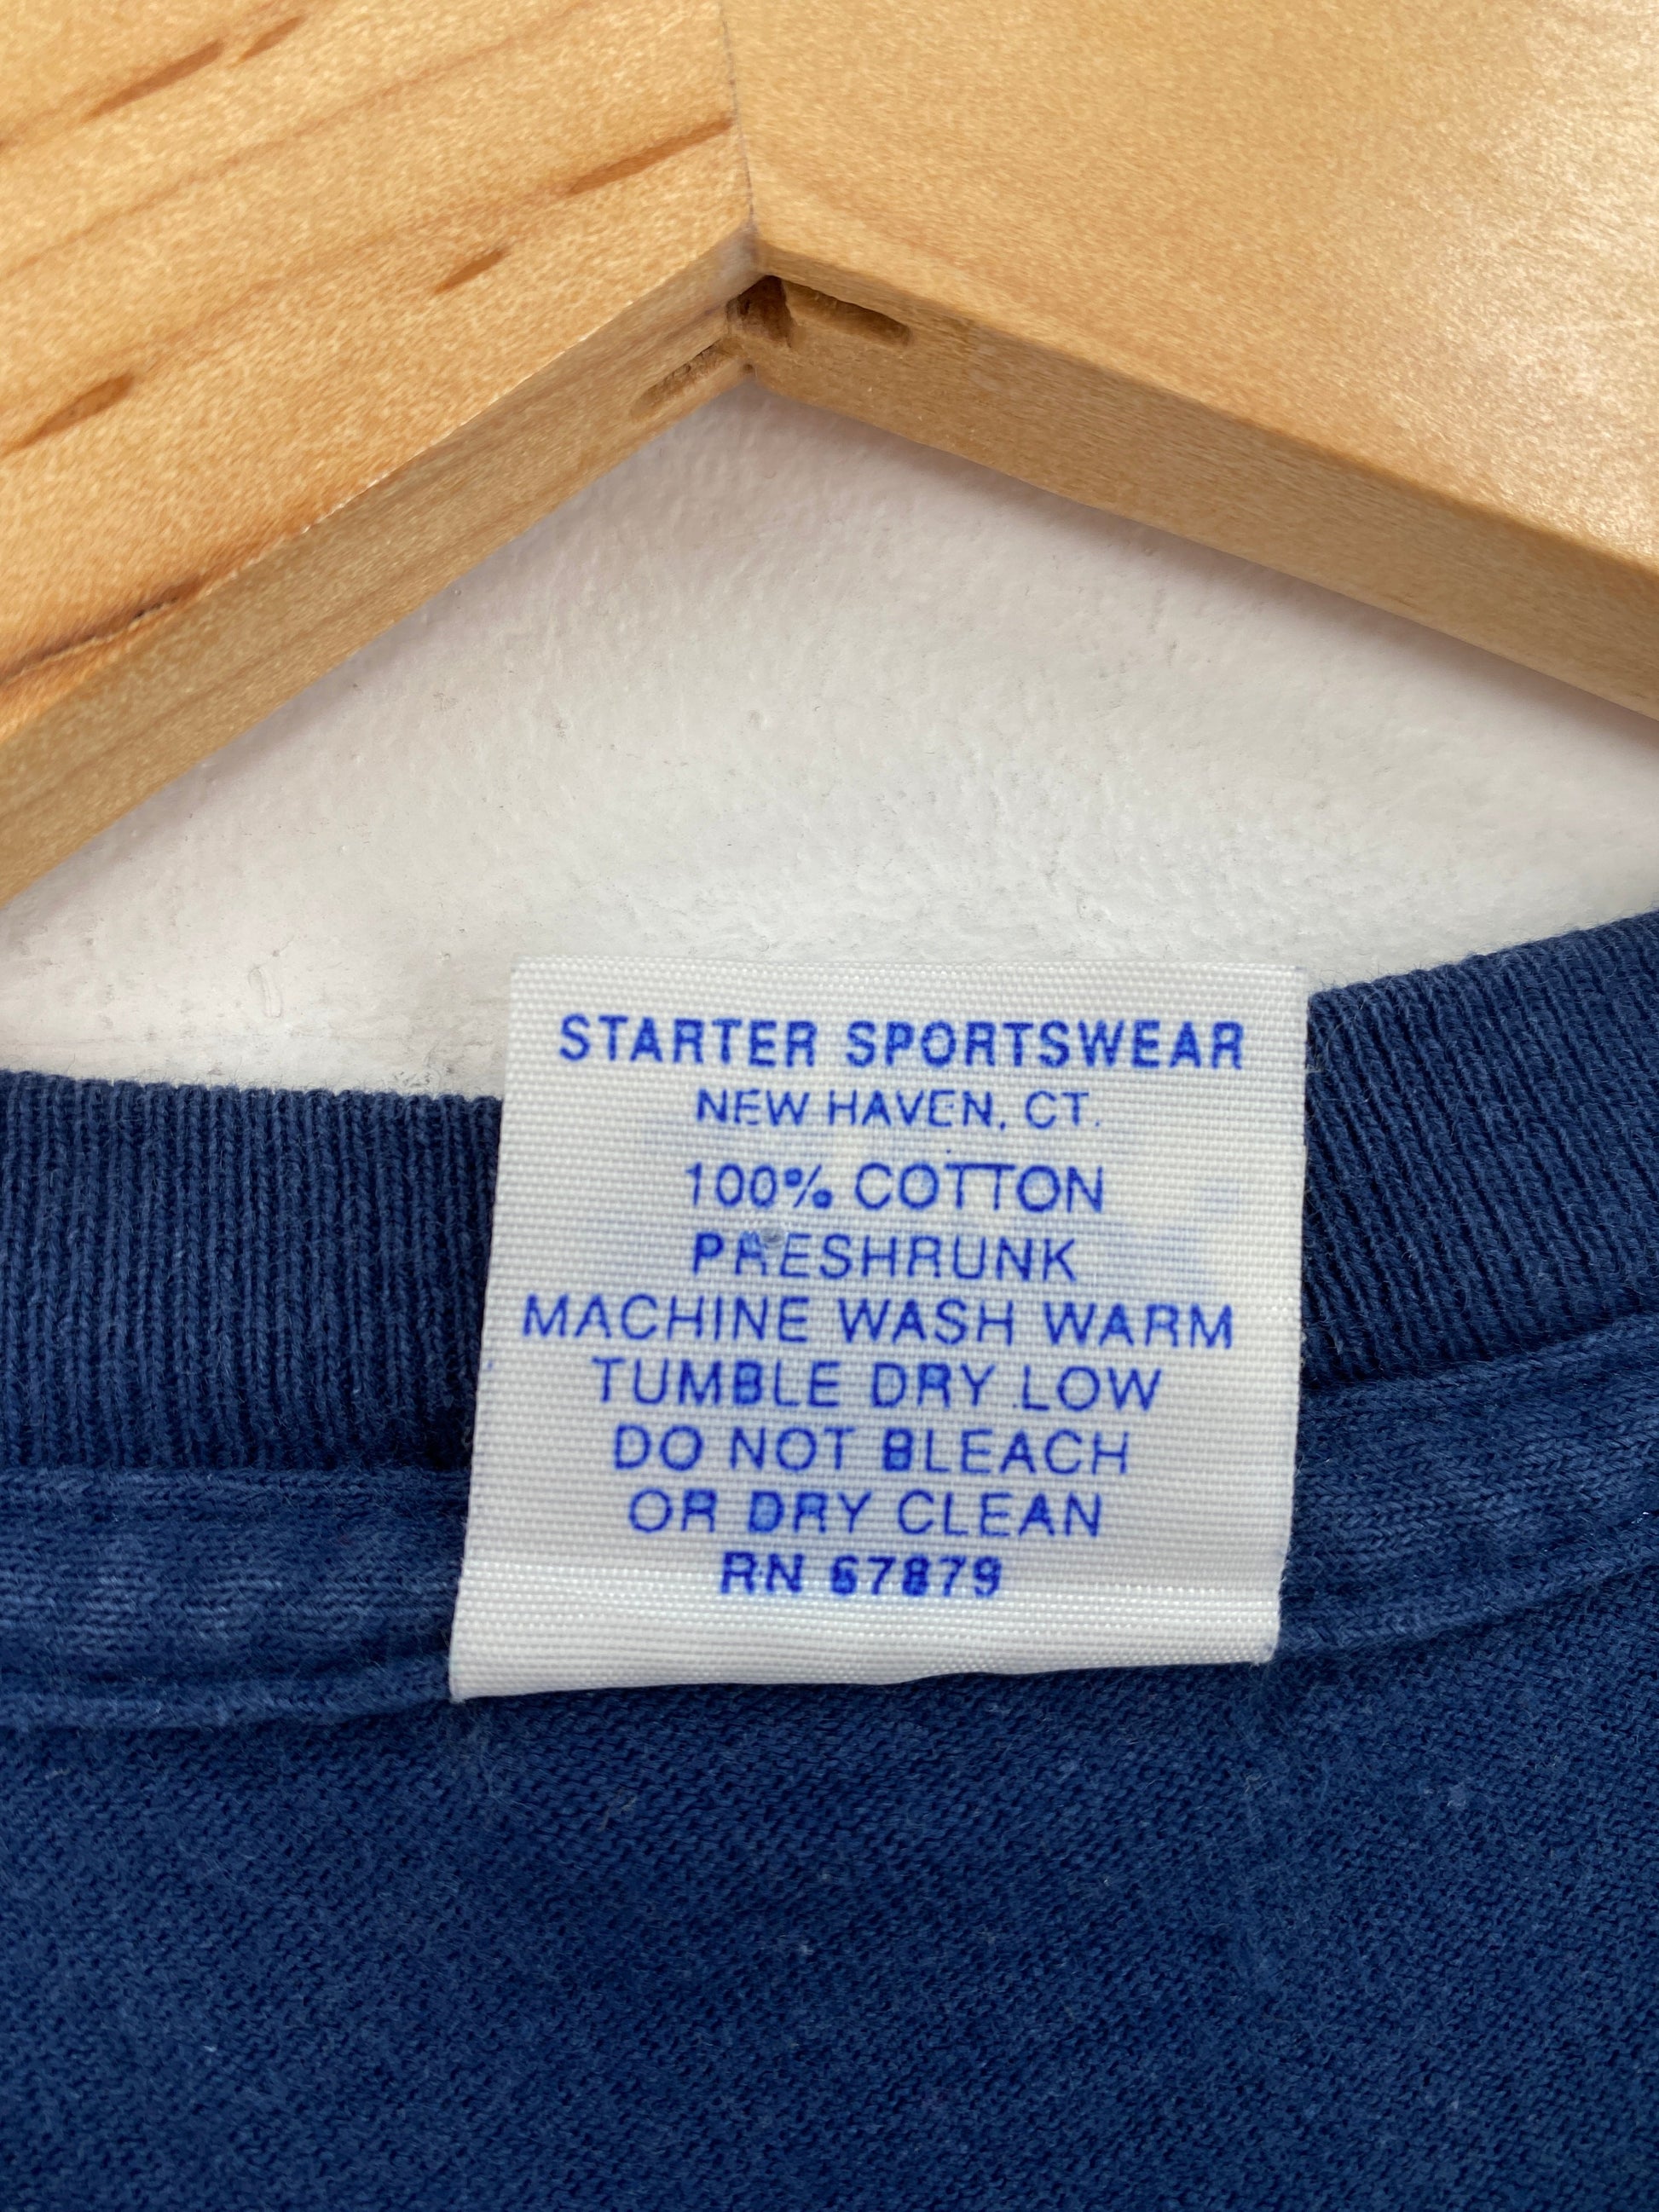 STARTER SPORTSWEAR
NEW HAVEN, CT.
100% COTTON
PRESHRUNK
MACHINE WASH WARM
TUMBLE DRY LOW
DO NOT BLEACH
OR DRY CLEAN
RN 67879